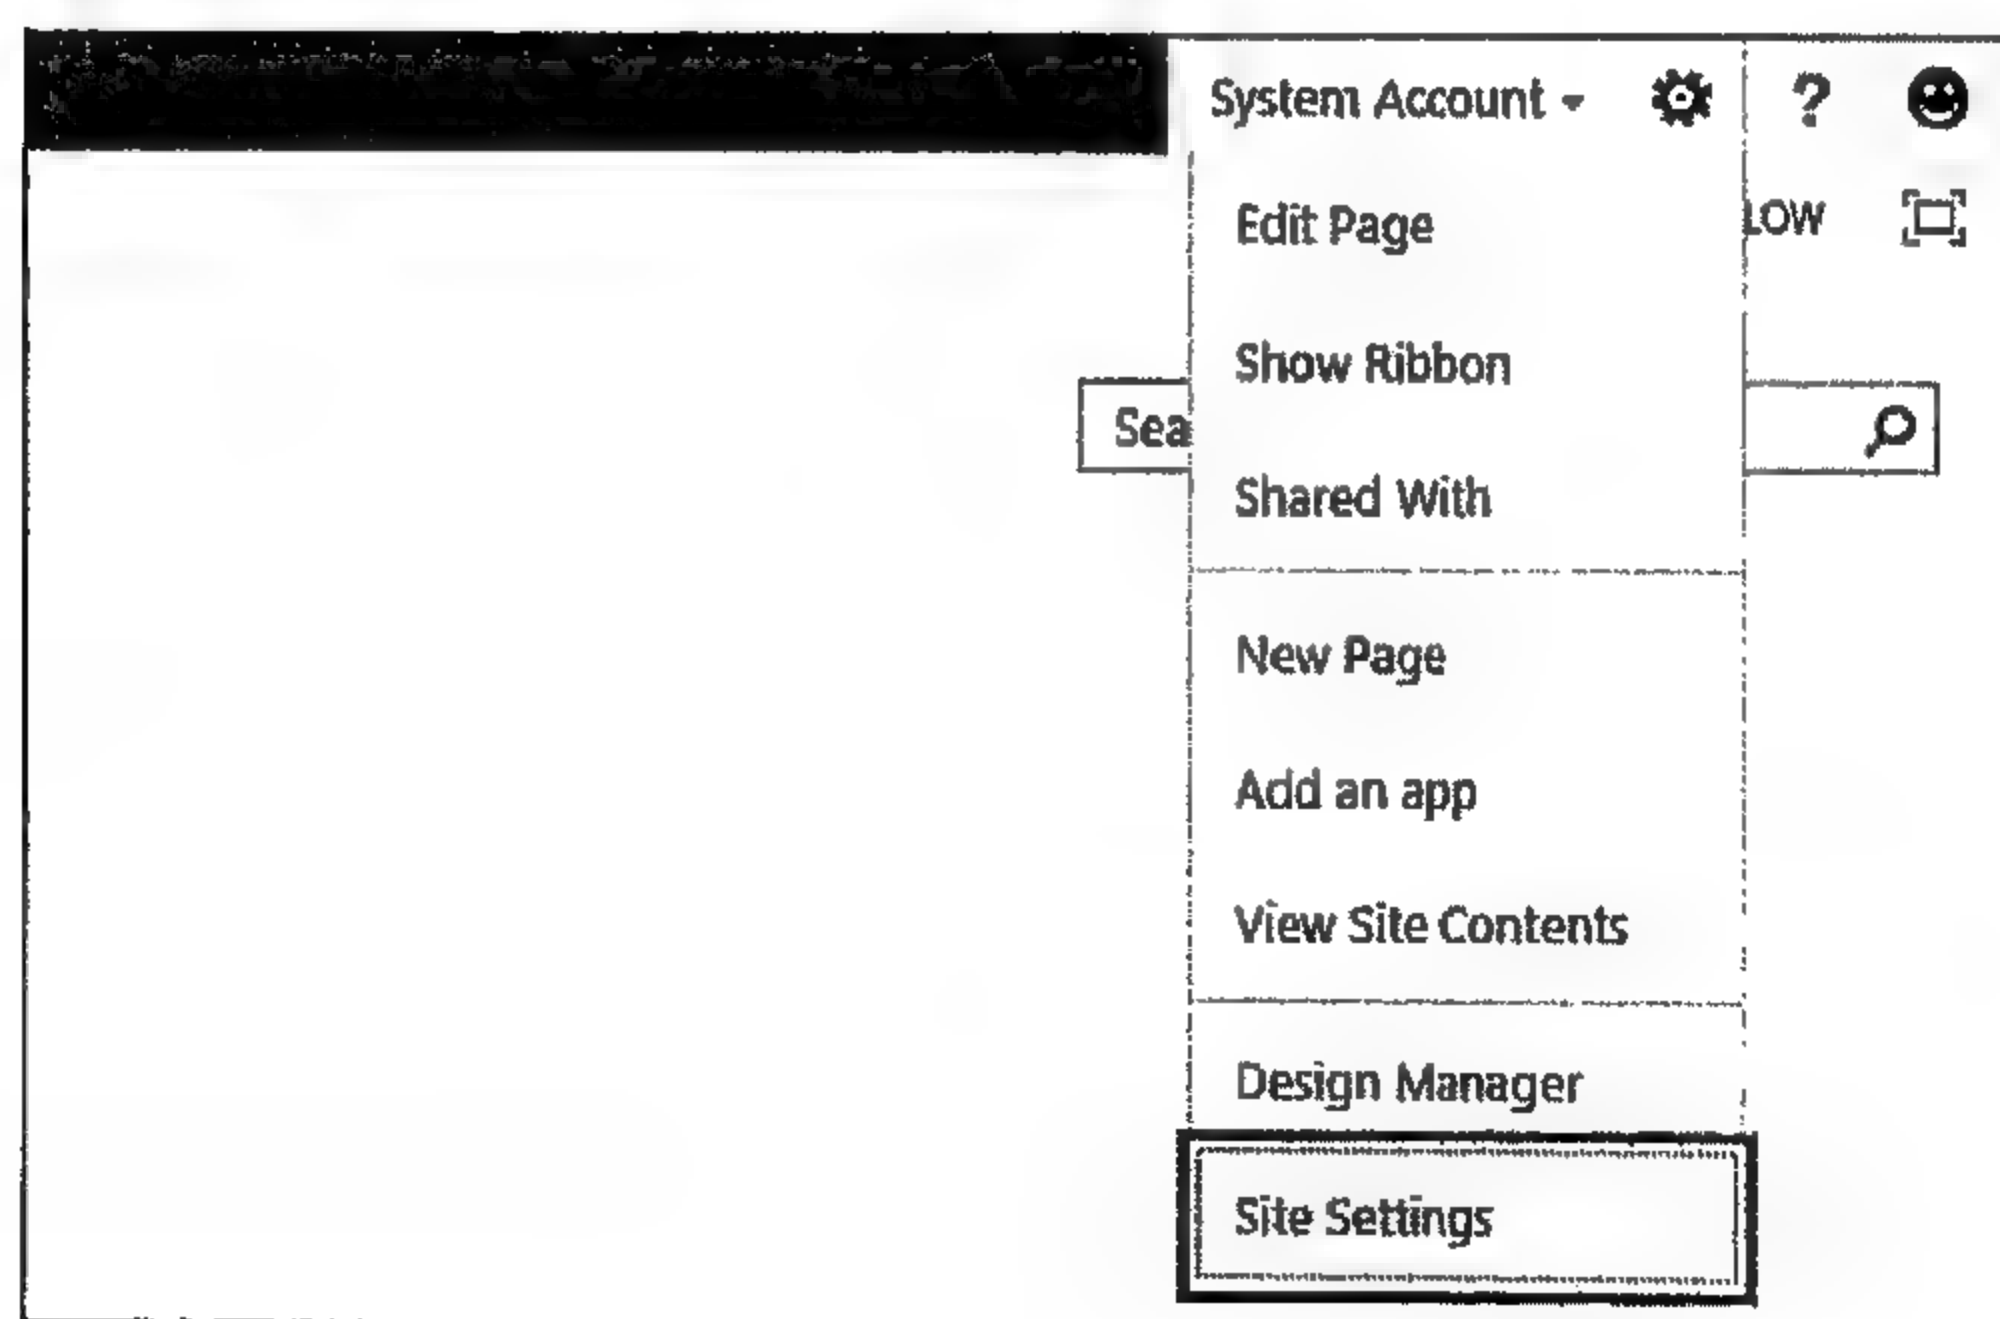 System Account ?
Edit Page LOW
Show Ribbon
Sea
Shared With
New Page
Add an app
View Site Contents
Design Manager
Site Settings